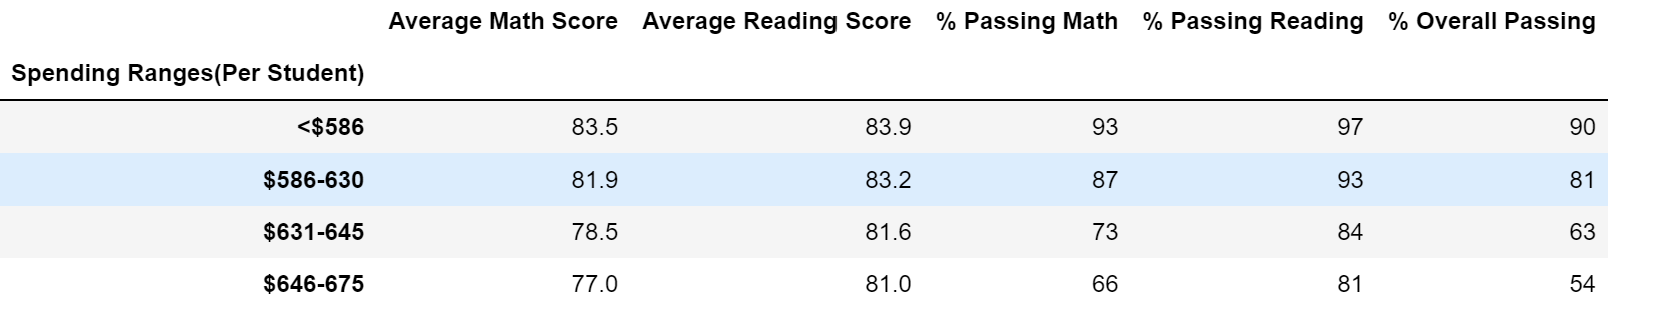 Average Math Score Average Reading Score % Passing Math % Passing Reading % Overall Passing
Spending Ranges(Per Student)
<$586 83.5 83.9 93 97 90
$586-630 81.9 83.2 87 93 81
$631-645 78.5 81.6 73 84 63
$646-675 77.0 81.0 66 81 54